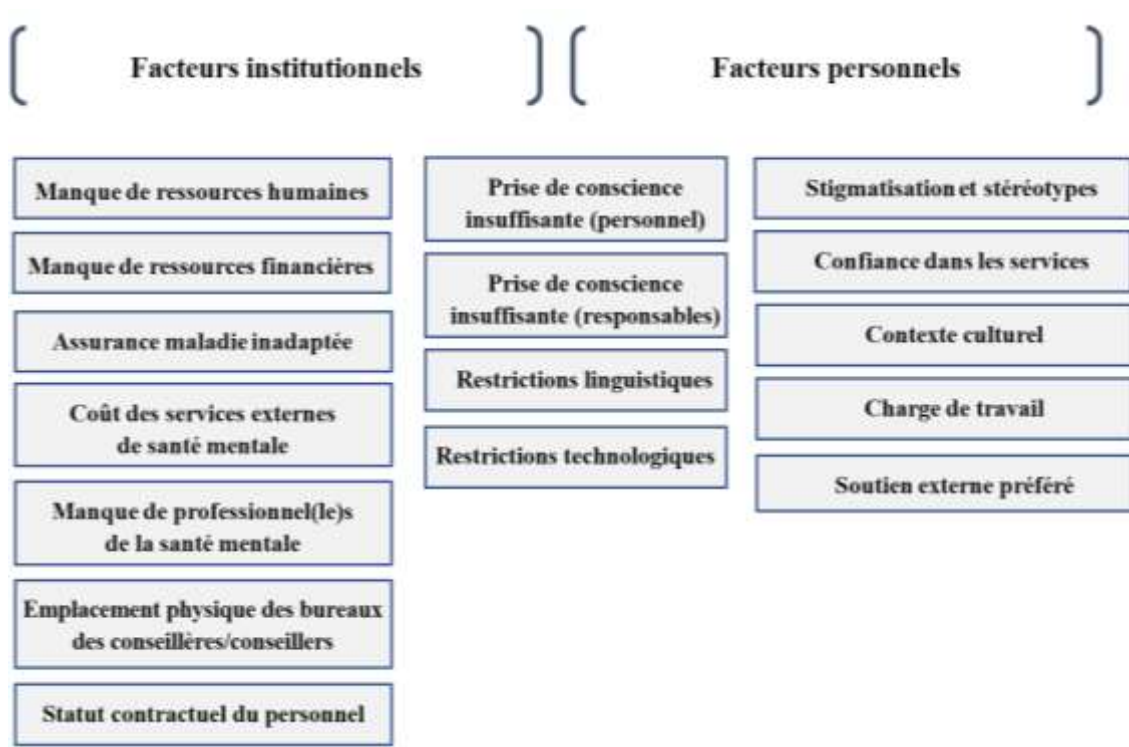 Facteurs institutionnels
Facteurs personnels
Manque de ressources humaines
Manque de ressources financières
Assurance maladie inadaptée
Coût des services externes
de santé mentale
Manque de professionnel(le)s
de la santé mentale
Emplacement physique des bureaux
des conseillères/conseillers
Statut contractuel du personnel
Prise de conscience
insuffisante (personnel)
Prise de conscience
insuffisante (responsables)
Restrictions linguistiques
Restrictions technologiques
Stigmatisation et stéréotypes
Confiance dans les services
Contexte culturel
Charge de travail
Soutien externe préféré